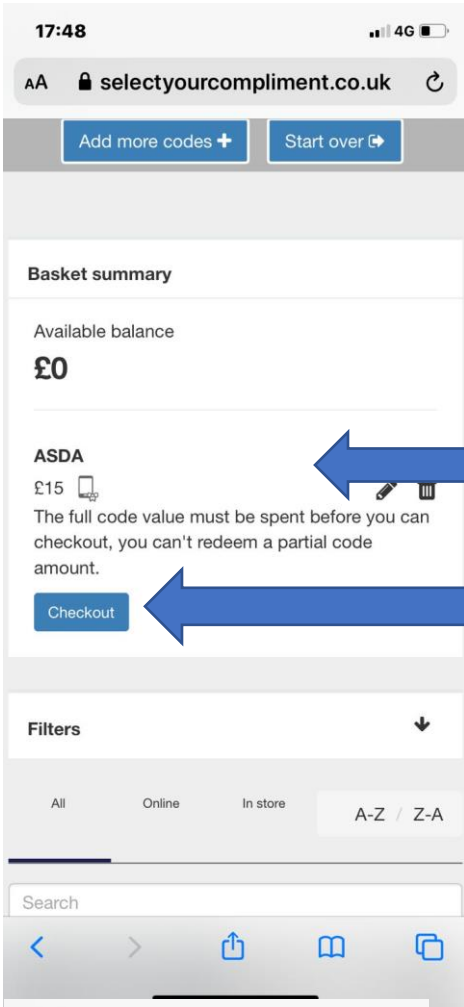 17:48 4G
AA selectyourcompliment.co.uk
Add more codes Start over
Basket summary
Available balance
£0
ASDA
£15
The full code value must be spent before you can
checkout, you can't redeem a partial code
amount.
Checkout
Filters
All Online In store A-Z / Z-A
Search